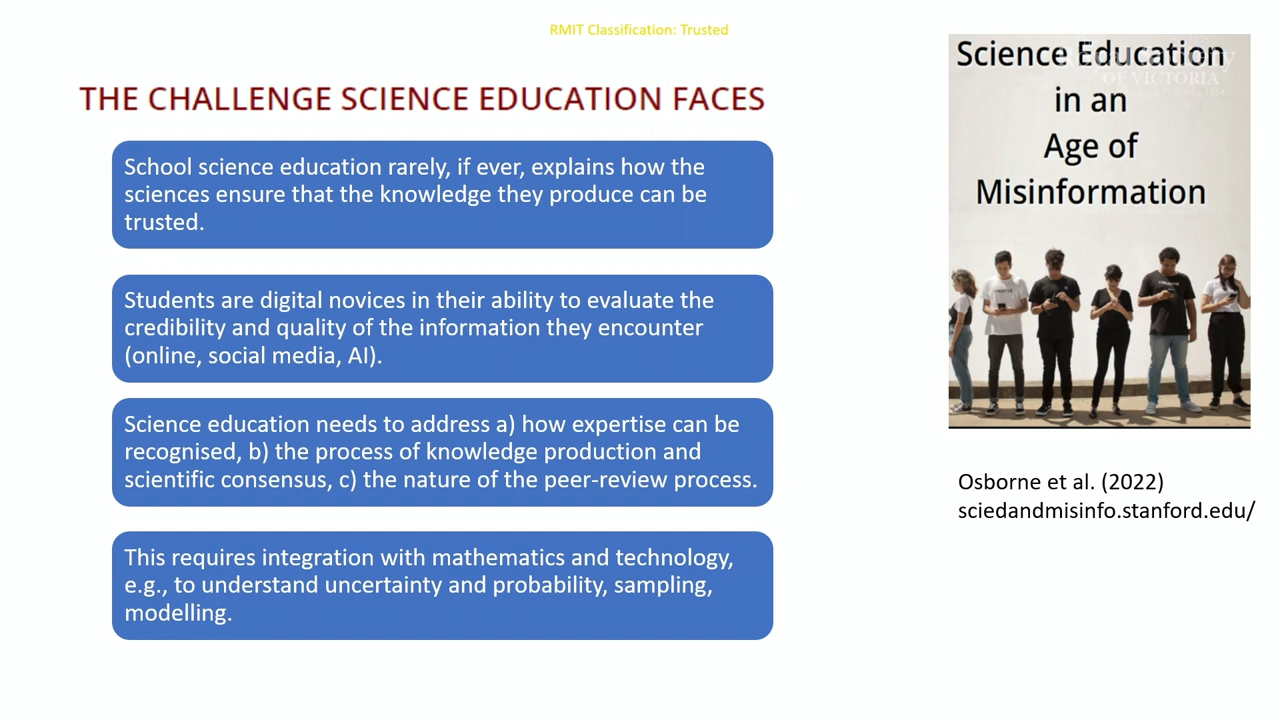 RMIT Classification: Trusted
THE CHALLENGE SCIENCE EDUCATION FACES
School science education rarely, if ever, explains how the
sciences ensure that the knowledge they produce can be
trusted.
Students are digital novices in their ability to evaluate the
credibility and quality of the information they encounter
(online, social media, AI).
Science education needs to address a) how expertise can be
recognised, b) the process of knowledge production and
scientific consensus, c) the nature of the peer-review process.
This requires integration with mathematics and technology,
e.g., to understand uncertainty and probability, sampling,
modelling.
Science Education
in an
Age of
Misinformation
Royal Society
OF VICTORIA
Osborne et al. (2022)
sciedandmisinfo.stanford.edu/